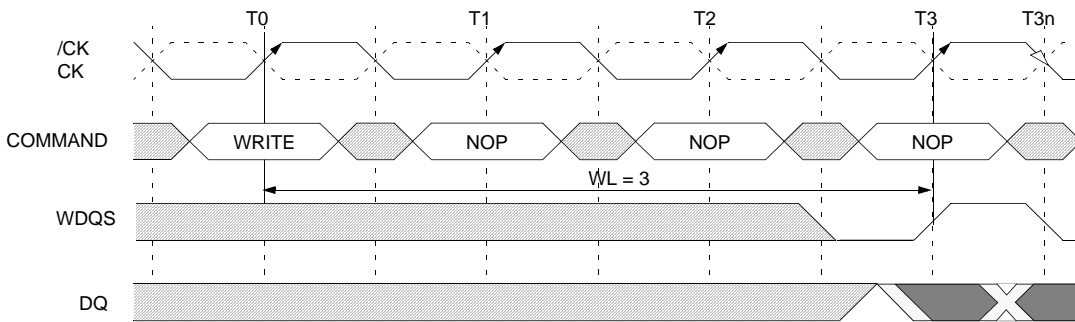 T0 T1 T2 T3 T3n
/CK
CK
COMMAND WRITE NOP NOP NOP
WL = 3
WDQS
DQ